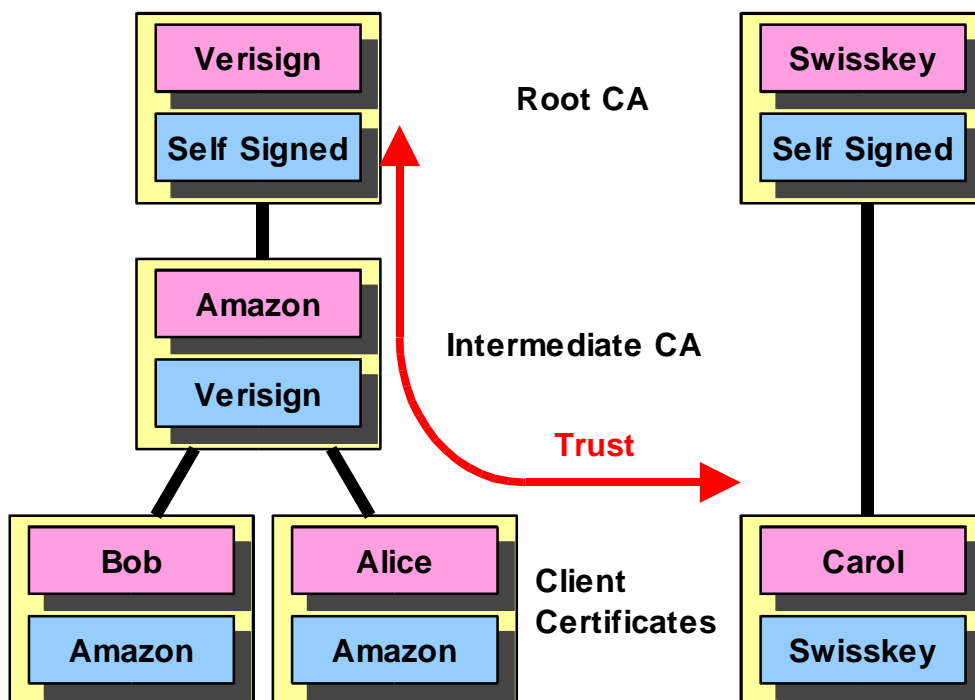 Verisign
Self Signed
Root CA
Swisskey
Self Signed
Amazon
Verisign
Intermediate CA
Trust
Bob
Amazon
Alice
Amazon
Client
Certificates
Carol
Swisskey